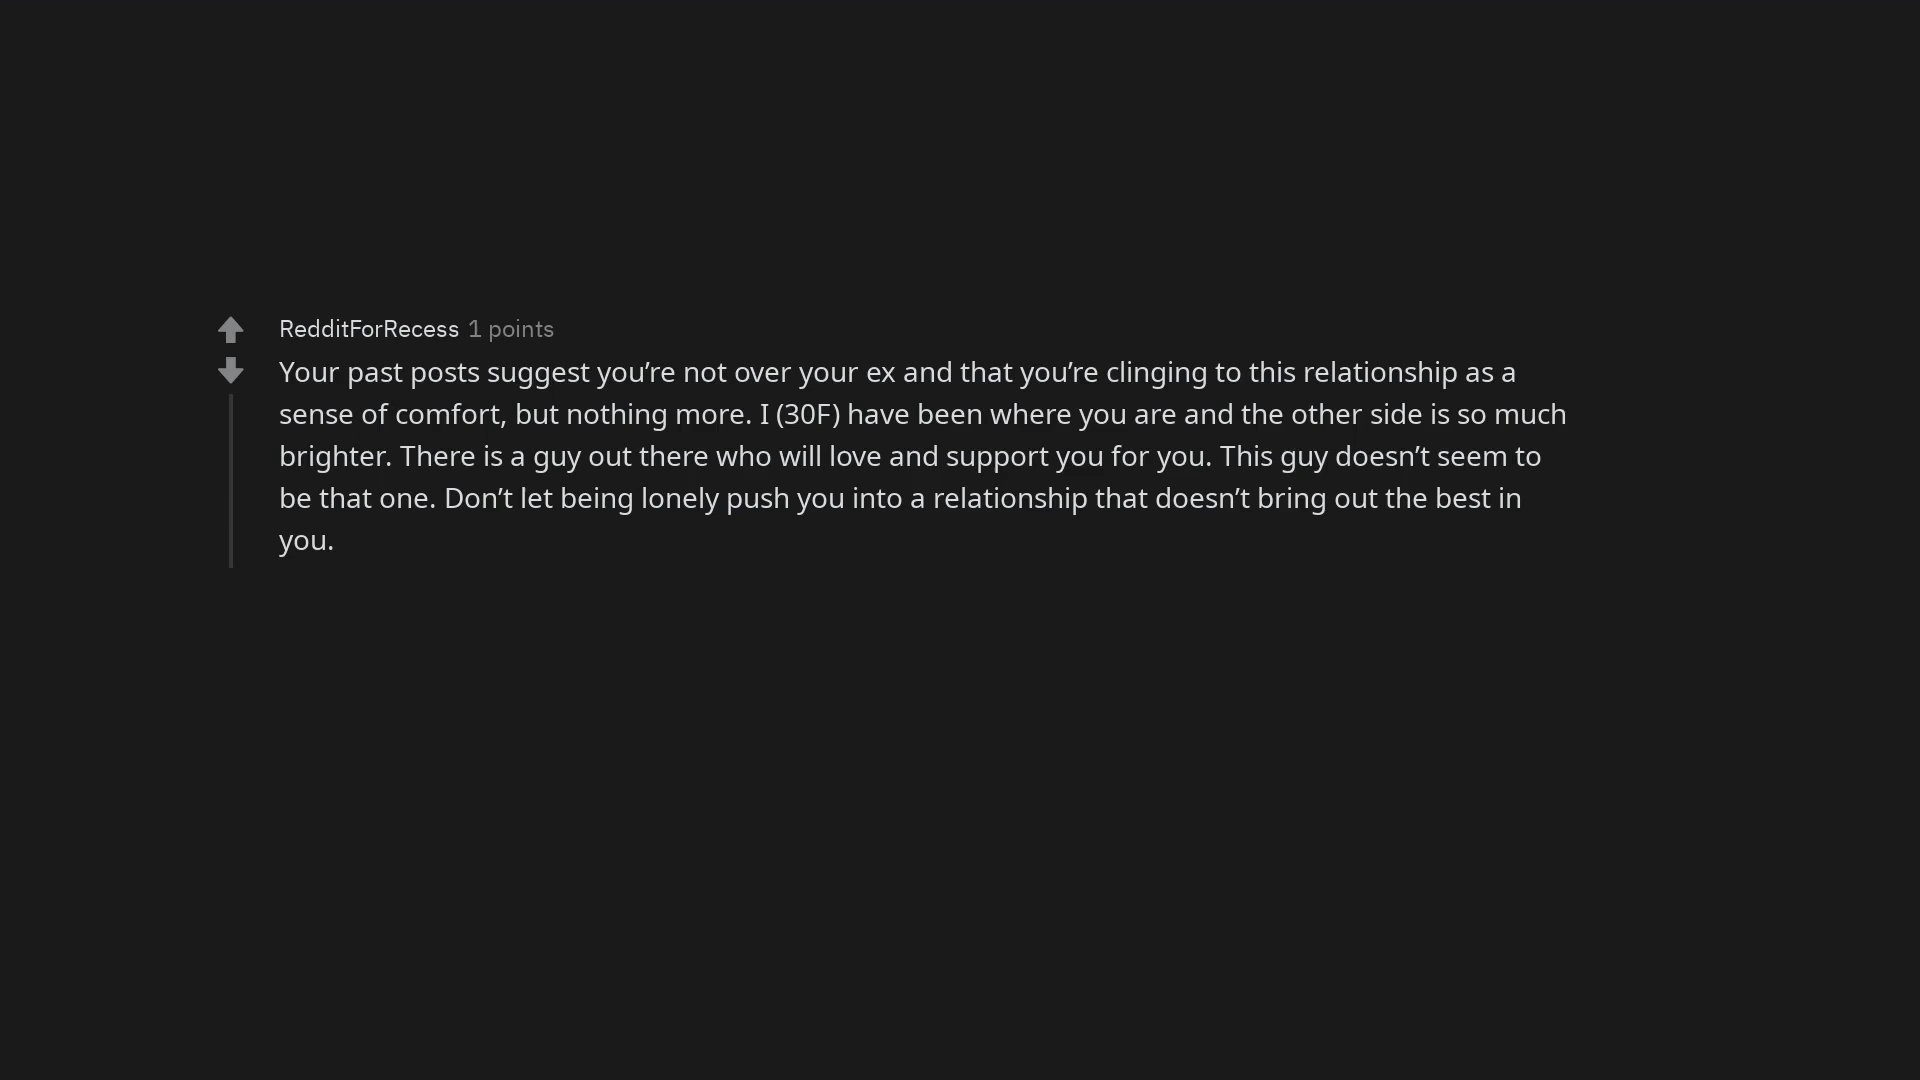 RedditForRecess 1 points
Your past posts suggest you’re not over your ex and that you’re clinging to this relationship as a
sense of comfort, but nothing more. I (30F) have been where you are and the other side is so much
brighter. There is a guy out there who will love and support you for you. This guy doesn’t seem to
be that one. Don’t let being lonely push you into a relationship that doesn’t bring out the best in
you.